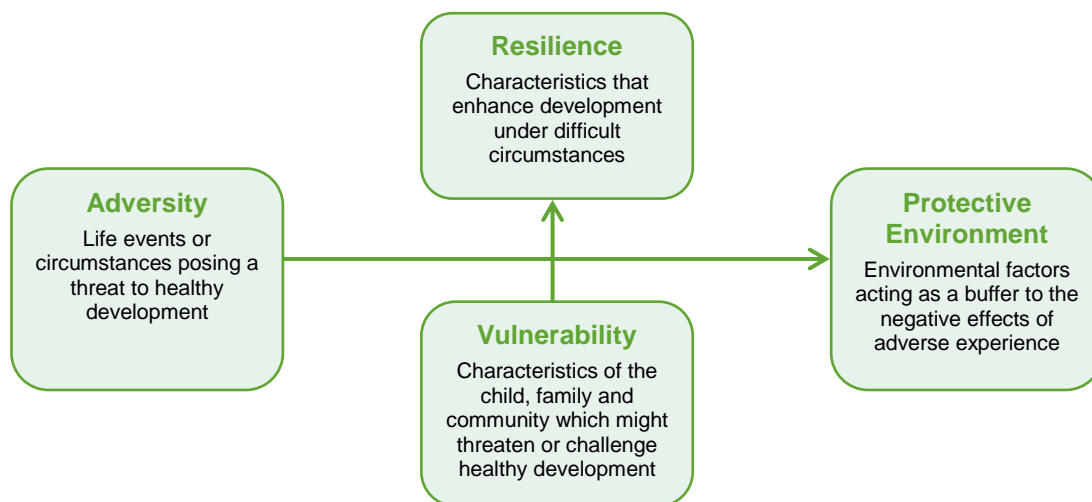 Resilience
Characteristics that
enhance development
under difficult
circumstances
Adversity
Life events or
circumstances posing a
threat to healthy
development
Protective
Environment
Environmental factors
acting as a buffer to the
negative effects of
adverse experience
Vulnerability
Characteristics of the
child, family and
community which might
threaten or challenge
healthy development